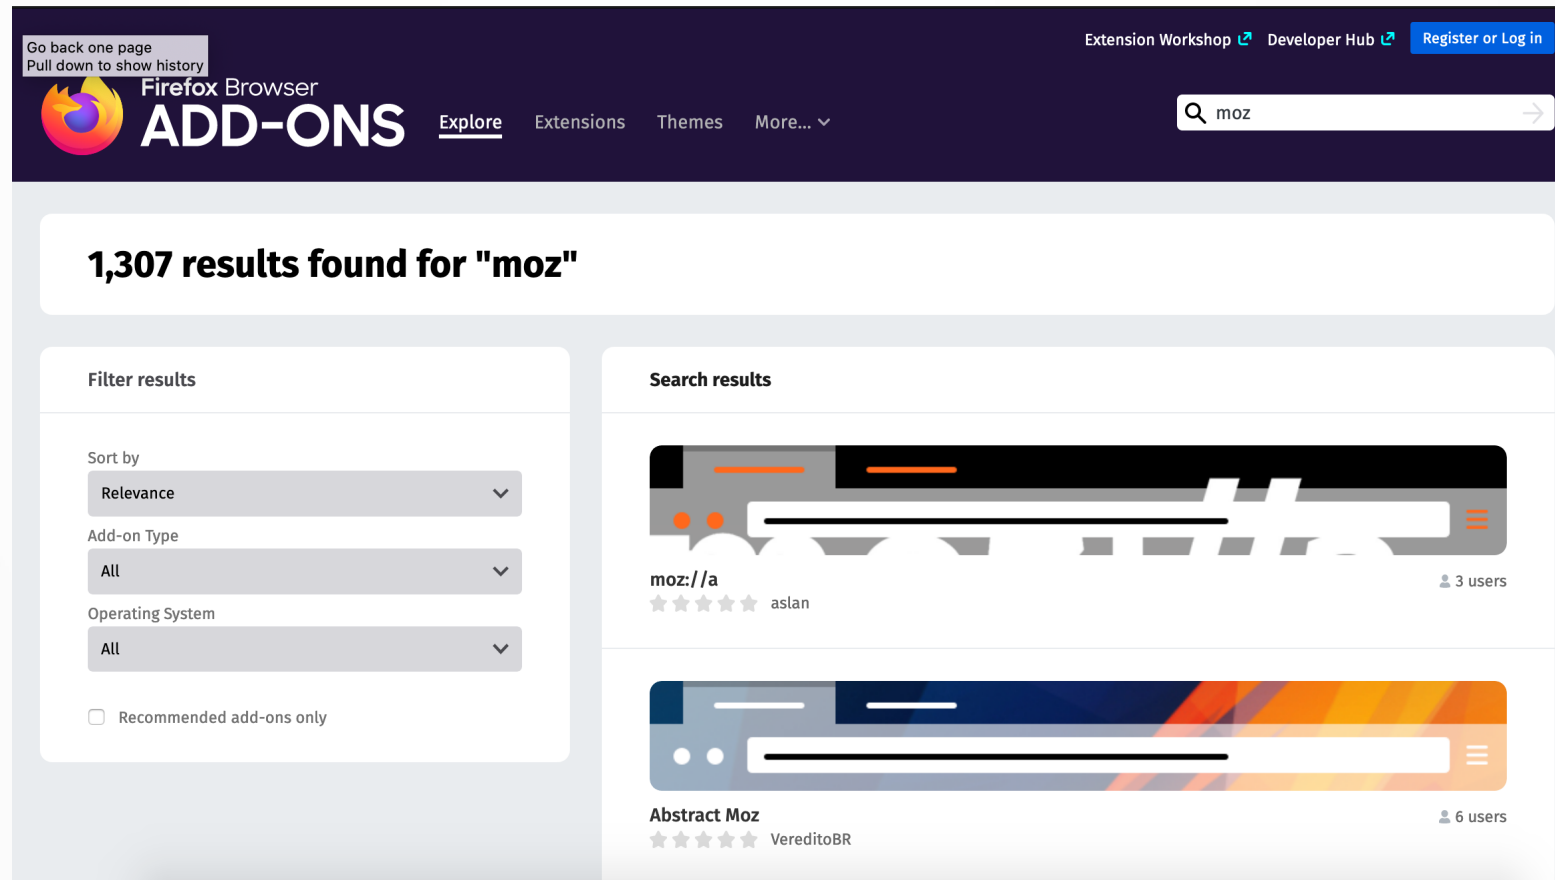 Go back one page
Pull down to show history
Extension Workshop
Developer Hub
Register or Log in
Firefox Browser
ADD-ONS
Explore
Extensions
Themes
More...
moz
1,307 results found for "moz"
Filter results
Sort by
Relevance
Add-on Type
All
Operating System
All
Recommended add-ons only
Search results
moz://a
3 users
aslan
Abstract Moz
6 users
VereditoBR